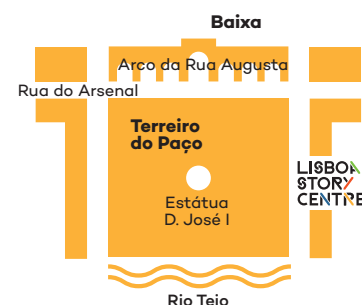 Baixa
Arco da Rua Augusta
Rua do Arsenal
Terreiro
do Paço
LISBOA
STORY
CENTRE
Estátua
D. José I
Rio Tejo